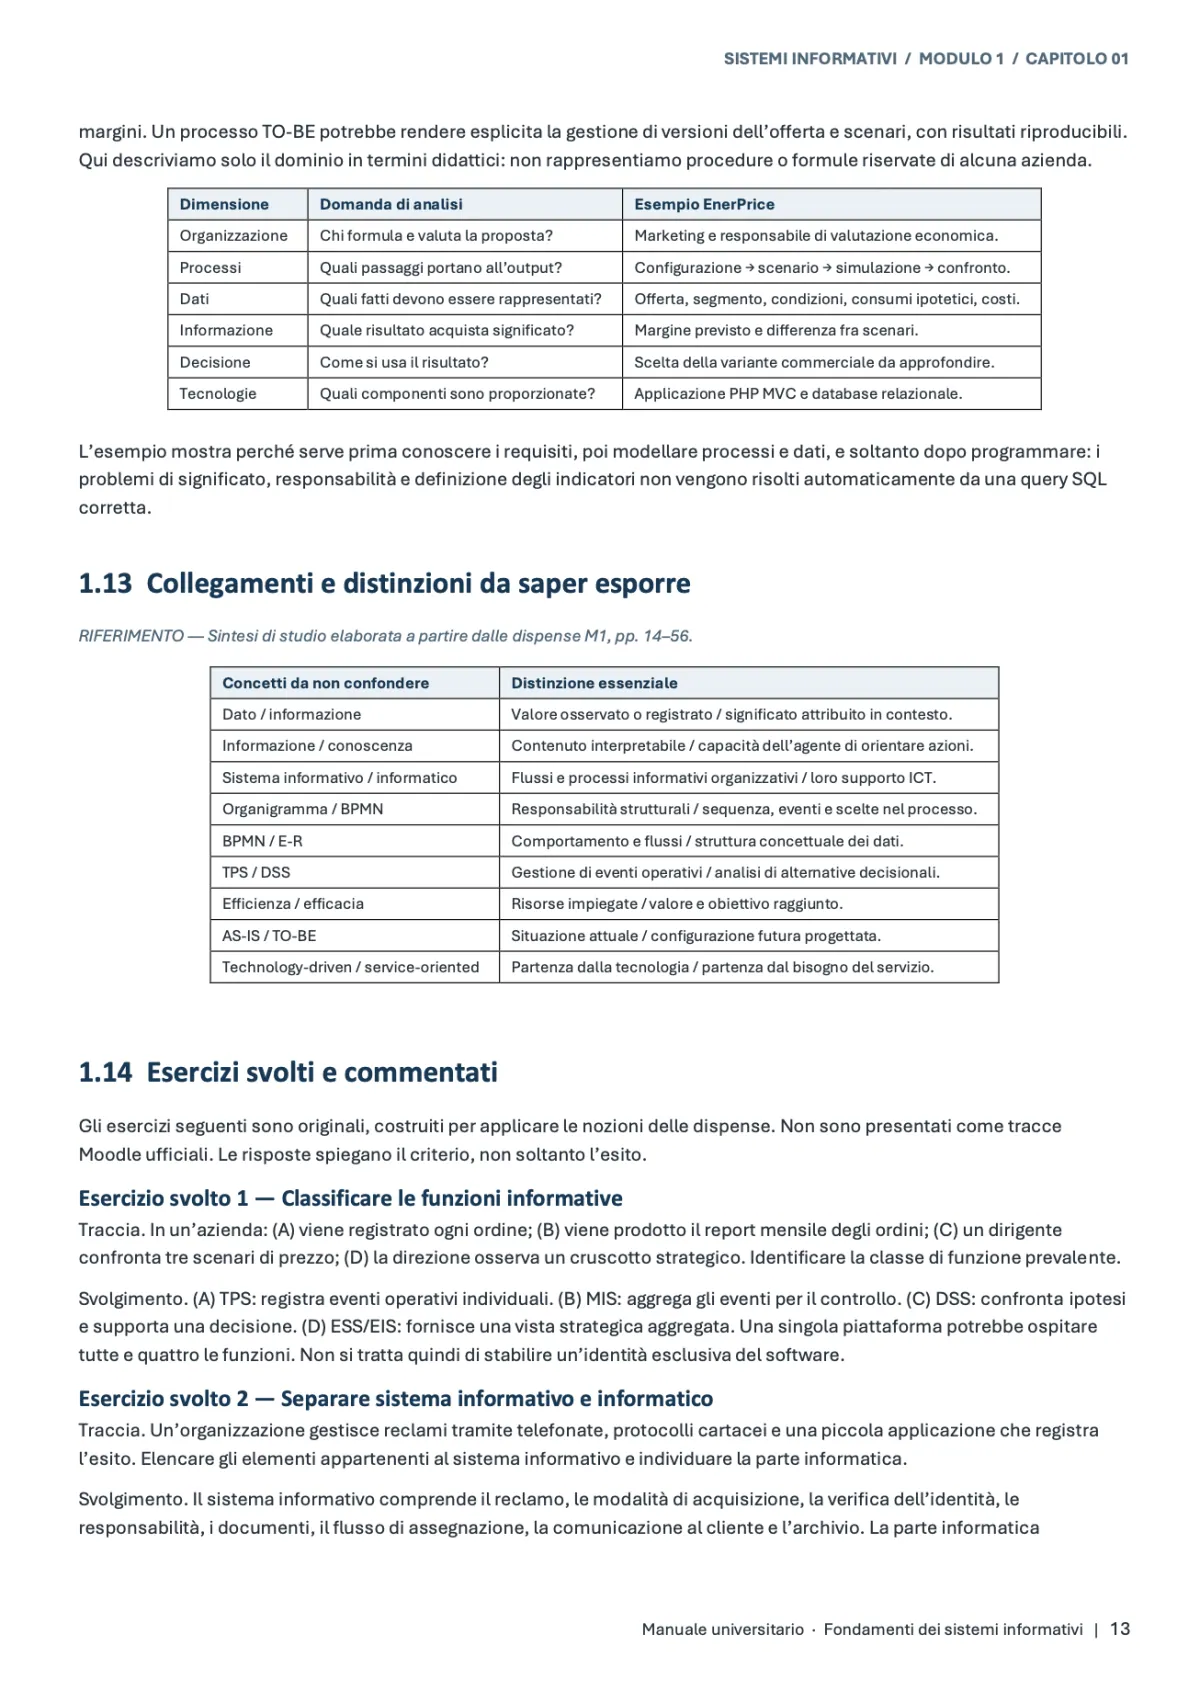 SISTEMI INFORMATIVI / MODULO 1 / CAPITOLO 01
margini. Un processo TO-BE potrebbe rendere esplicita la gestione di versioni dell’offerta e scenari, con risultati riproducibili.
Qui descriviamo solo il dominio in termini didattici: non rappresentiamo procedure o formule riservate di alcuna azienda.
Dimensione Domanda di analisi Esempio EnerPrice
Organizzazione Chi formula e valuta la proposta? Marketing e responsabile di valutazione economica.
Processi Quali passaggi portano all’output? Configurazione → scenario → simulazione → confronto.
Dati Quali fatti devono essere rappresentati? Offerta, segmento, condizioni, consumi ipotetici, costi.
Informazione Quale risultato acquista significato? Margine previsto e differenza fra scenari.
Decisione Come si usa il risultato? Scelta della variante commerciale da approfondire.
Tecnologie Quali componenti sono proporzionate? Applicazione PHP MVC e database relazionale.
L’esempio mostra perché serve prima conoscere i requisiti, poi modellare processi e dati, e soltanto dopo programmare: i
problemi di significato, responsabilità e definizione degli indicatori non vengono risolti automaticamente da una query SQL
corretta.
1.13 Collegamenti e distinzioni da saper esporre
RIFERIMENTO — Sintesi di studio elaborata a partire dalle dispense M1, pp. 14–56.
Concetti da non confondere Distinzione essenziale
Dato / informazione Valore osservato o registrato / significato attribuito in contesto.
Informazione / conoscenza Contenuto interpretabile / capacità dell’agente di orientare azioni.
Sistema informativo / informatico Flussi e processi informativi organizzativi / loro supporto ICT.
Organigramma / BPMN Responsabilità strutturali / sequenza, eventi e scelte nel processo.
BPMN / E-R Comportamento e flussi / struttura concettuale dei dati.
TPS / DSS Gestione di eventi operativi / analisi di alternative decisionali.
Efficienza / efficacia Risorse impiegate / valore e obiettivo raggiunto.
AS-IS / TO-BE Situazione attuale / configurazione futura progettata.
Technology-driven / service-oriented Partenza dalla tecnologia / partenza dal bisogno del servizio.
1.14 Esercizi svolti e commentati
Gli esercizi seguenti sono originali, costruiti per applicare le nozioni delle dispense. Non sono presentati come tracce
Moodle ufficiali. Le risposte spiegano il criterio, non soltanto l’esito.
Esercizio svolto 1 — Classificare le funzioni informative
Traccia. In un’azienda: (A) viene registrato ogni ordine; (B) viene prodotto il report mensile degli ordini; (C) un dirigente
confronta tre scenari di prezzo; (D) la direzione osserva un cruscotto strategico. Identificare la classe di funzione prevalente.
Svolgimento. (A) TPS: registra eventi operativi individuali. (B) MIS: aggrega gli eventi per il controllo. (C) DSS: confronta ipotesi
e supporta una decisione. (D) ESS/EIS: fornisce una vista strategica aggregata. Una singola piattaforma potrebbe ospitare
tutte e quattro le funzioni. Non si tratta quindi di stabilire un’identità esclusiva del software.
Esercizio svolto 2 — Separare sistema informativo e informatico
Traccia. Un’organizzazione gestisce reclami tramite telefonate, protocolli cartacei e una piccola applicazione che registra
l’esito. Elencare gli elementi appartenenti al sistema informativo e individuare la parte informatica.
Svolgimento. Il sistema informativo comprende il reclamo, le modalità di acquisizione, la verifica dell’identità, le
responsabilità, i documenti, il flusso di assegnazione, la comunicazione al cliente e l’archivio. La parte informatica
Manuale universitario · Fondamenti dei sistemi informativi | 13